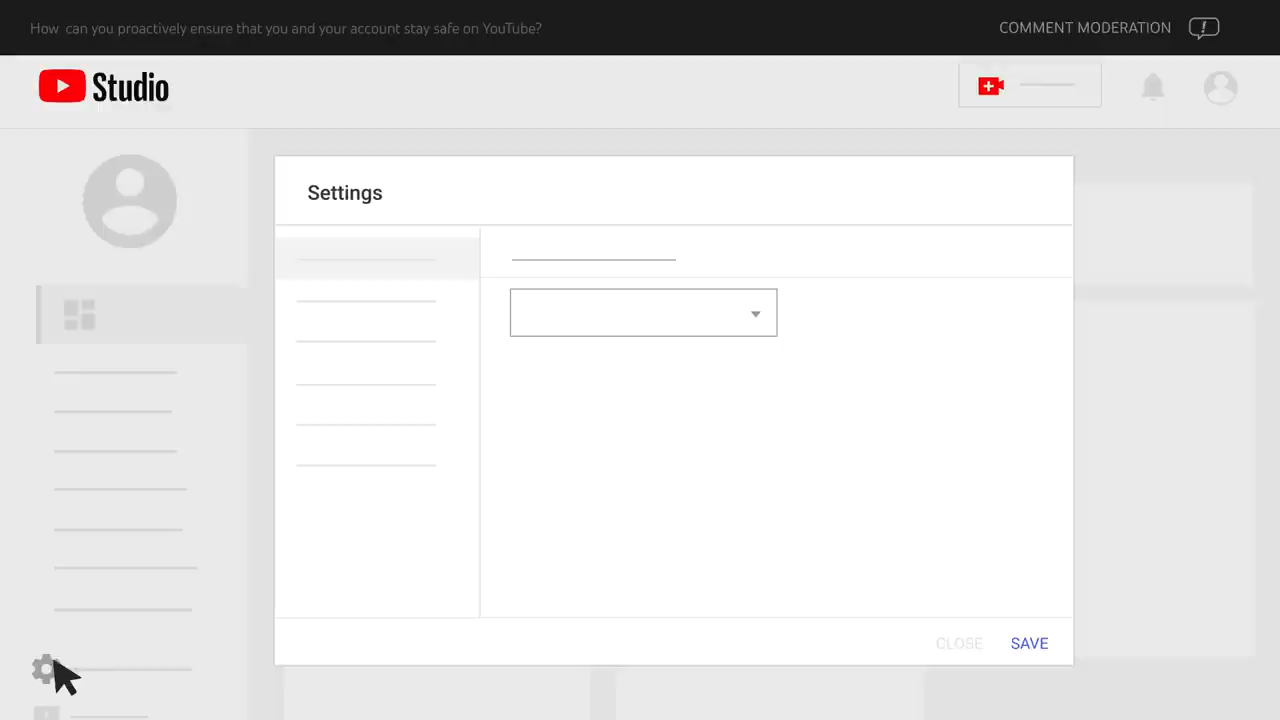 How can you proactively ensure that you and your account stay safe on YouTube?
COMMENT MODERATION
Studio
Settings
CLOSE
SAVE